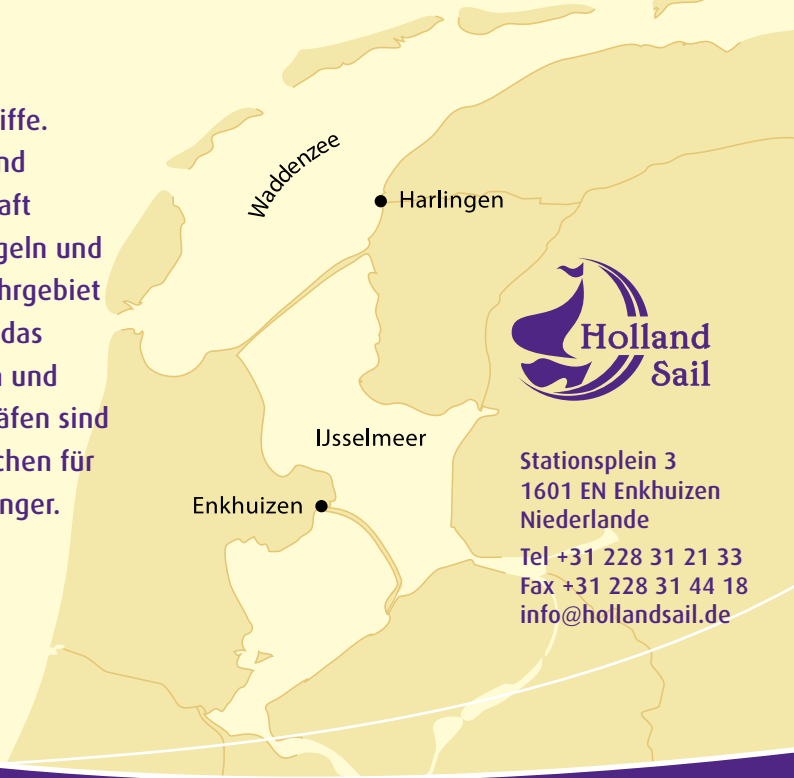 iffe.
nd
aft
geln und
hrgebiet
das
n und
äfen sind
chen für
nger.
Waddenzee
Harlingen
IJsselmeer
Enkhuizen
Holland
Sail
Stationsplein 3
1601 EN Enkhuizen
Niederlande
Tel +31 228 31 21 33
Fax +31 228 31 44 18
info@hollandsail.de